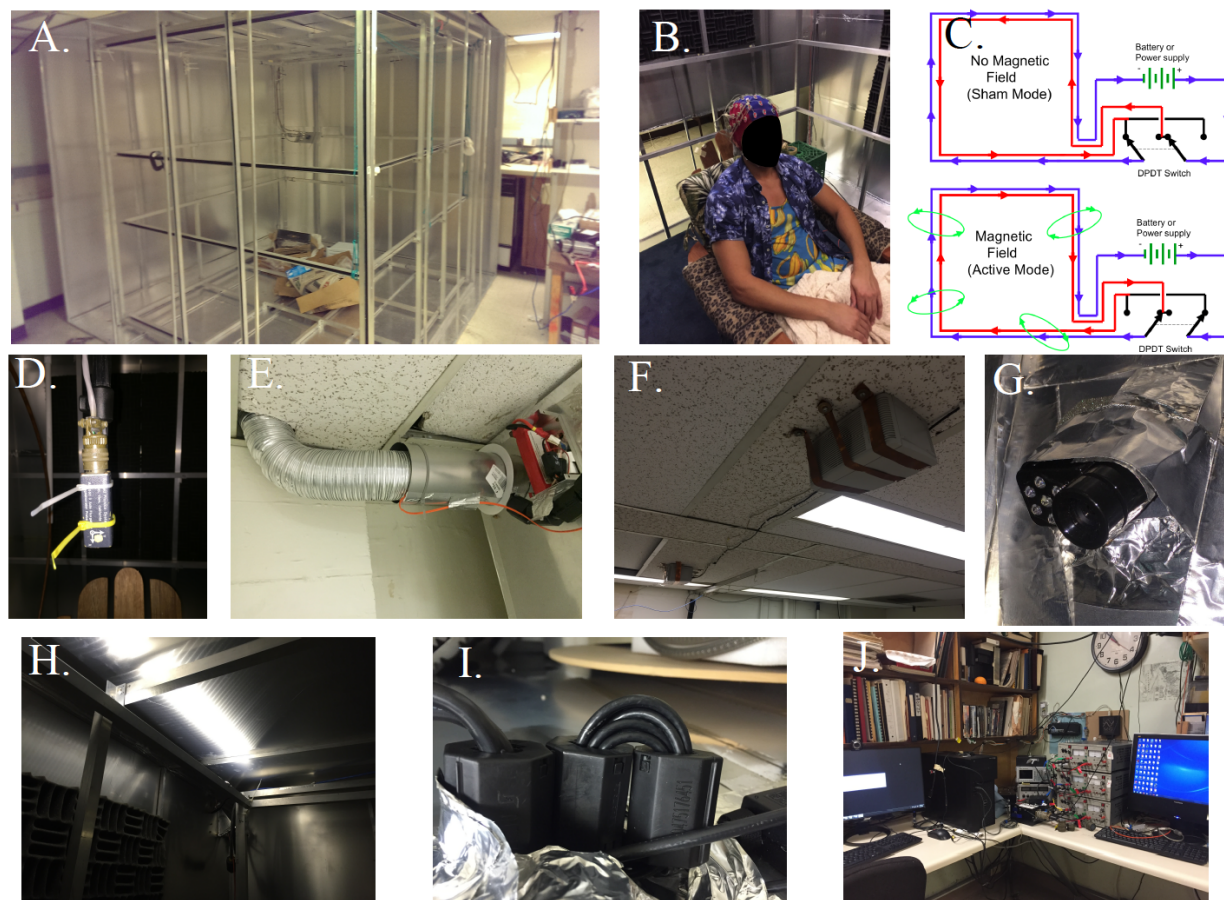 A.
B.
C.
No Magnetic
Field
(Sham Mode)
Battery or
Power supply
- +
DPDT Switch
Magnetic
Field
(Active Mode)
Battery or
Power supply
- +
DPDT Switch
D.
E.
F.
G.
H.
I.
J.